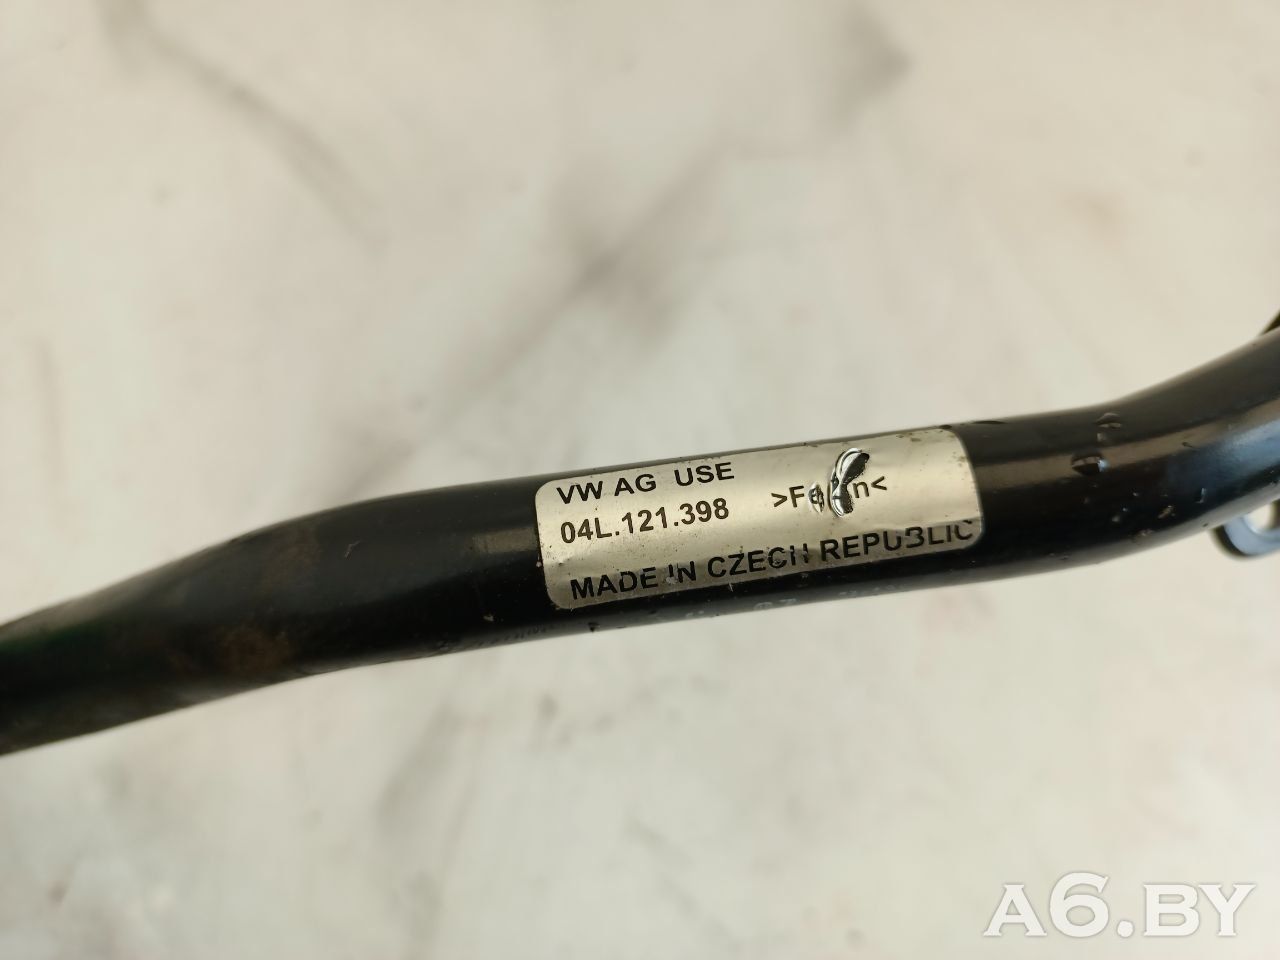 VW AG USE
04L.121.398
MADE IN CZECH REPUBLIC
A6.BY